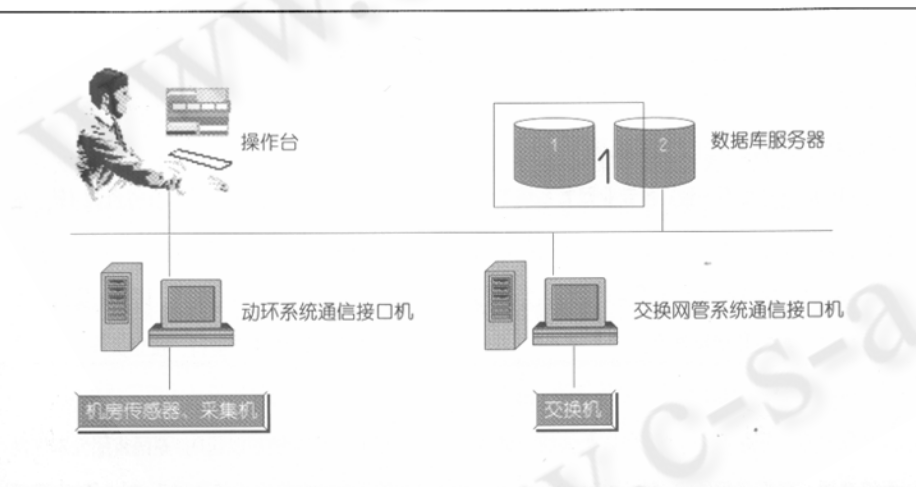 操作台
1
1
2
数据库服务器
动环系统通信接口机
交换网管系统通信接口机
机房传感器、采集机
交换机
www.c
w.c-s-a